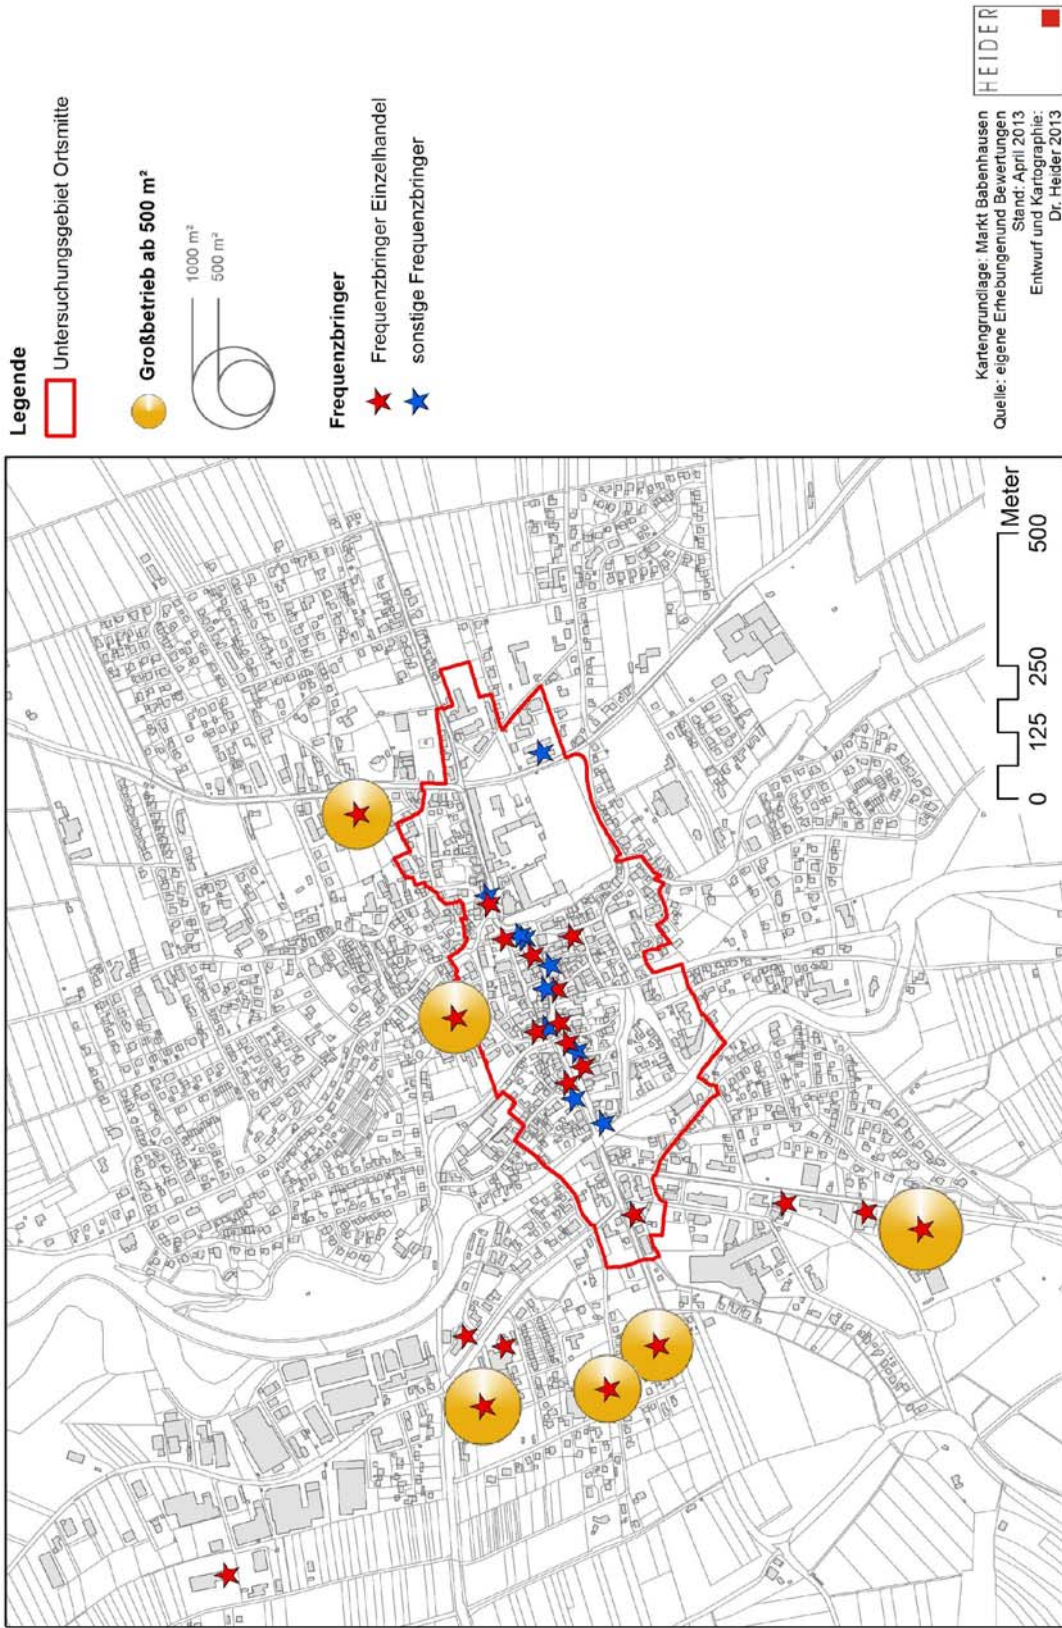 Legende
Untersuchungsgebiet Ortsmitte
Großbetrieb ab 500 m²
1000 m²
500 m²
Frequenzbringer
Frequenzbringer Einzelhandel
sonstige Frequenzbringer
0 125 250 500
Meter
Kartengrundlage: Markt Babenhausen
Quelle: eigene Erhebungenund Bewertungen
Stand: April 2013
Entwurf und Kartographie:
Dr. Heider 2013
HEIDER